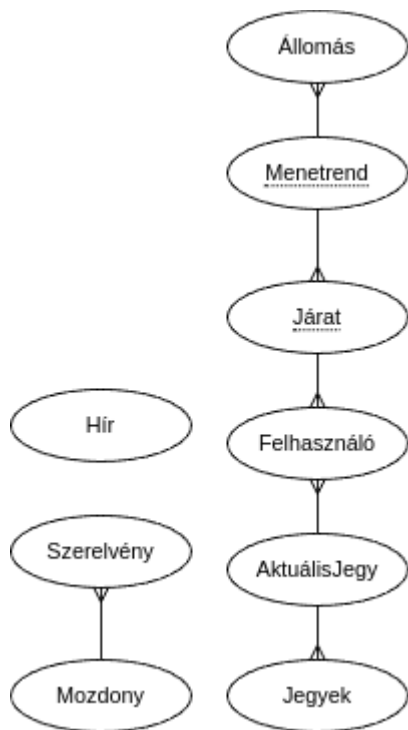 Állomás
Menetrend
Járat
Hír
Felhasználó
Szerelvény
AktuálisJegy
Mozdony
Jegyek